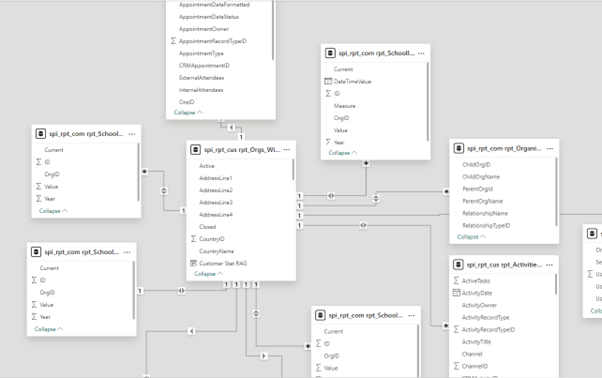 AppointmentDateFormatted
AppointmentDateStatus
AppointmentOwner
AppointmentRecordTypeID
AppointmentType
CRMAppointmentID
ExternalAttendees
InternalAttendees
OrgID
Collapse
spi_rpt_com rpt_School...
Current
ID
OrgID
Value
Year
Collapse
spi_rpt_cus rpt_Orgs_Wi...
Active
AddressLine1
AddressLine2
AddressLine3
AddressLine4
Closed
CountryID
CountryName
Customer Stat RAG
Collapse
spi_rpt_com rpt_SchoolI...
Current
DateTimeValue
ID
Measure
OrgID
Value
Year
Collapse
spi_rpt_com rpt_Organi...
ChildOrgID
ChildOrgName
ParentOrgId
ParentOrgName
RelationshipName
RelationshipTypeID
Collapse
spi_rpt_com rpt_School...
Current
ID
OrgID
Value
Year
Collapse
spi_rpt_com rpt_School...
Current
ID
OrgID
Value
spi_rpt_cus rpt_Activitie...
ActiveTasks
ActivityDate
ActivityOwner
ActivityRecordType
ActivityRecordTypeID
ActivityTitle
Channel
ChannelID
1
1
1
1
1
1
1
1
1
1
1